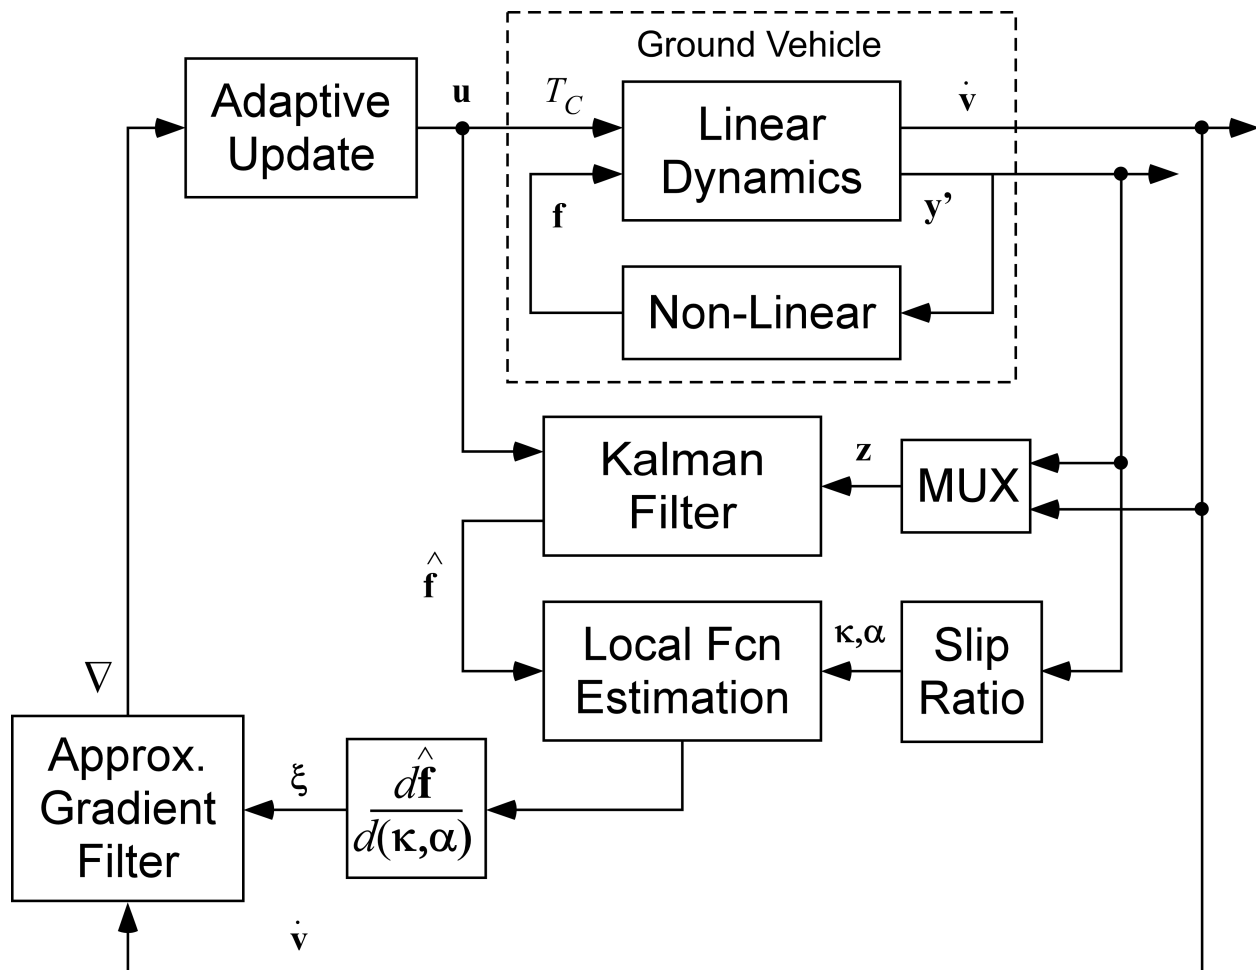 Ground Vehicle
Adaptive
Update
u
T_C
Linear
Dynamics
v̇
f
y’
Non-Linear
Kalman
Filter
z
MUX
f̂
Local Fcn
Estimation
κ,α
Slip
Ratio
∇
Approx.
Gradient
Filter
ξ
df̂
d(κ,α)
v̇